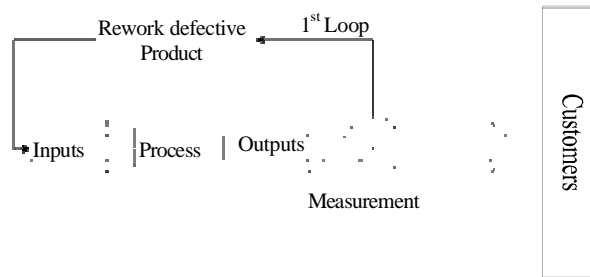 Rework defective
Product
1st Loop
Inputs
Process
Outputs
Measurement
Customers